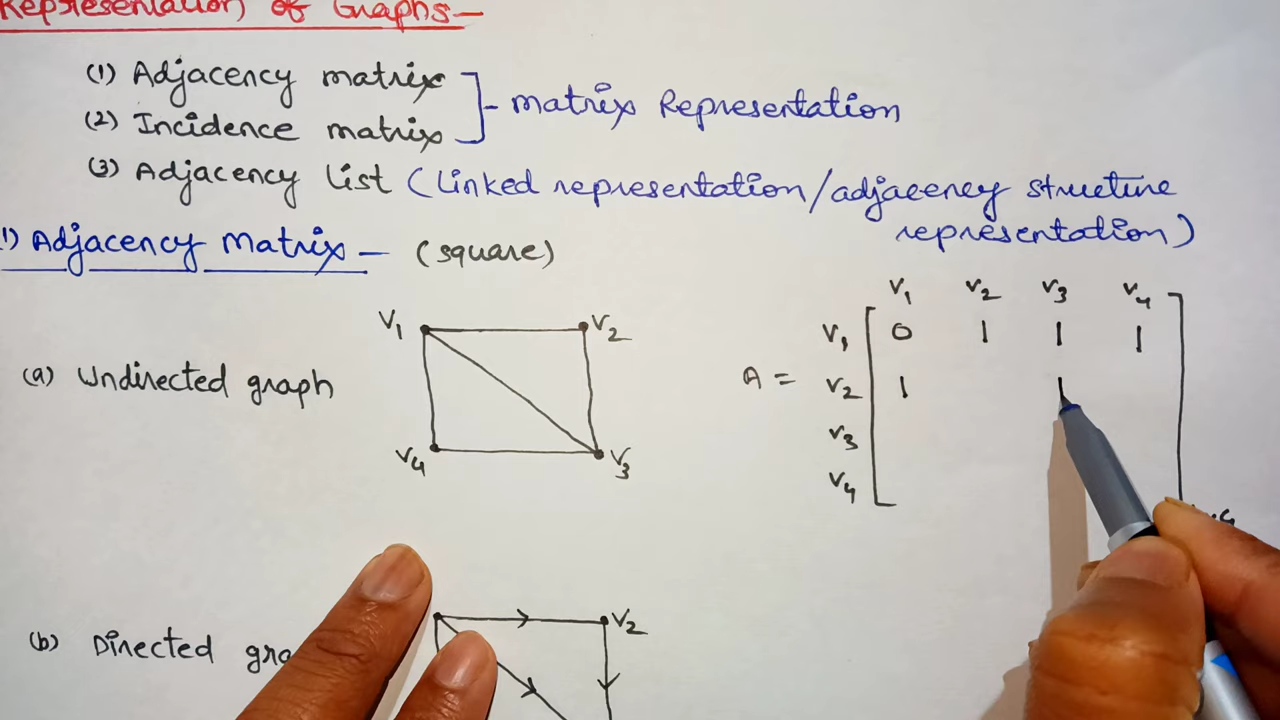 Representation of Graphs-
(1) Adjacency matrix
(2) Incidence matrix
matrix Representation
(3) Adjacency list (linked representation/adjacency structure
representation)
1) Adjacency matrix - (square)
(a) Undirected graph
V1 V2
V4 V3
V1 V2 V3 V4
A = V1 0 1 1 1
V2 1 1
V3
V4
(b) Directed gra
V2